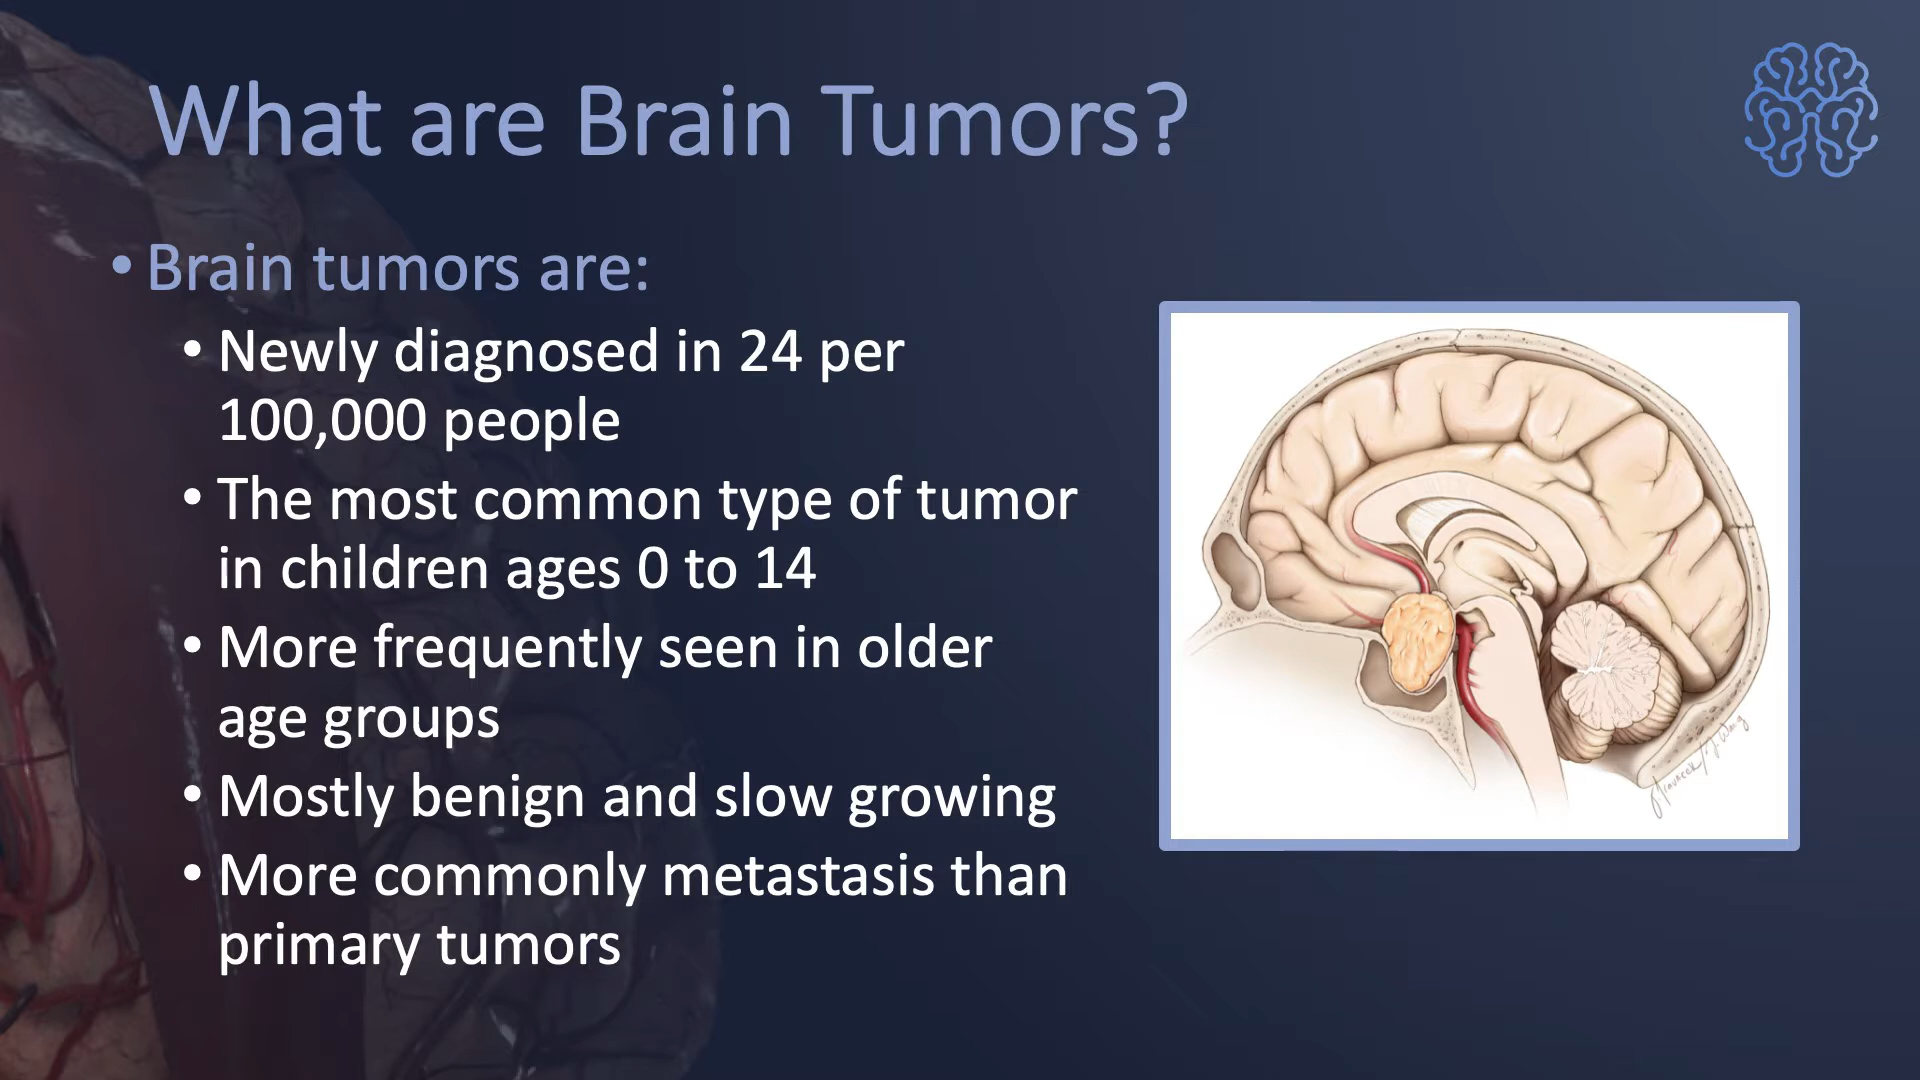 What are Brain Tumors?
• Brain tumors are:
• Newly diagnosed in 24 per
100,000 people
• The most common type of tumor
in children ages 0 to 14
• More frequently seen in older
age groups
• Mostly benign and slow growing
• More commonly metastasis than
primary tumors